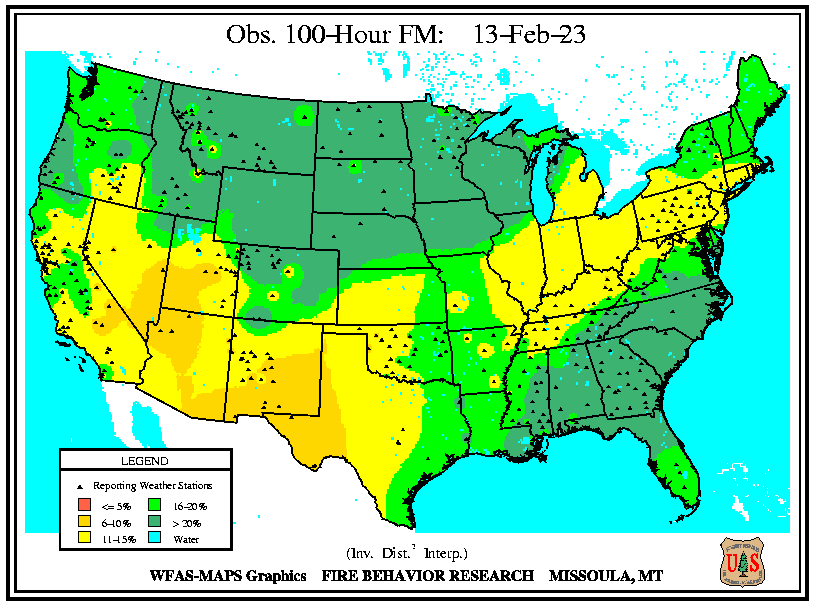 Obs. 100-Hour FM: 13-Feb-23
LEGEND
Reporting Weather Stations
<= 5% 16-20%
6-10% > 20%
11-15% Water
(Inv. Dist.² Interp.)
WFAS-MAPS Graphics FIRE BEHAVIOR RESEARCH MISSOULA, MT
U S